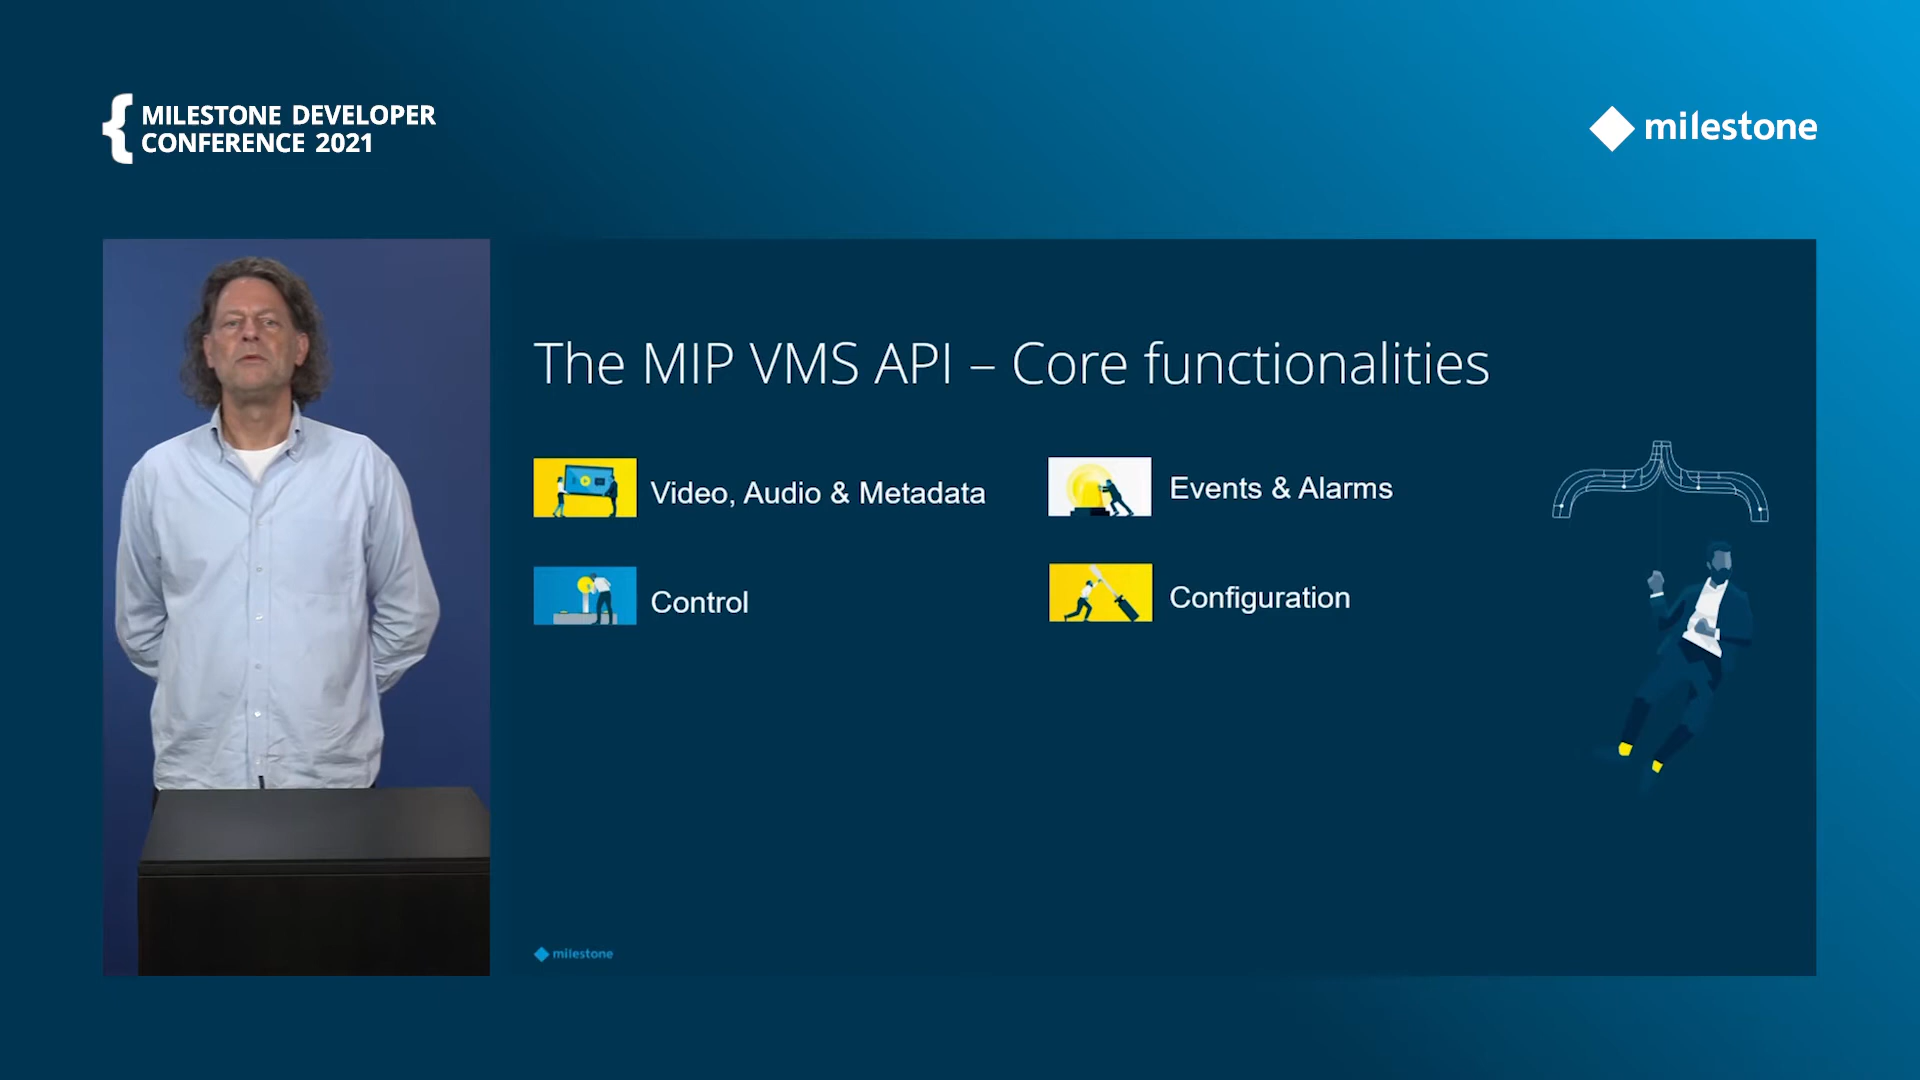 MILESTONE DEVELOPER
CONFERENCE 2021
milestone
The MIP VMS API – Core functionalities
Video, Audio & Metadata
Events & Alarms
Control
Configuration
milestone